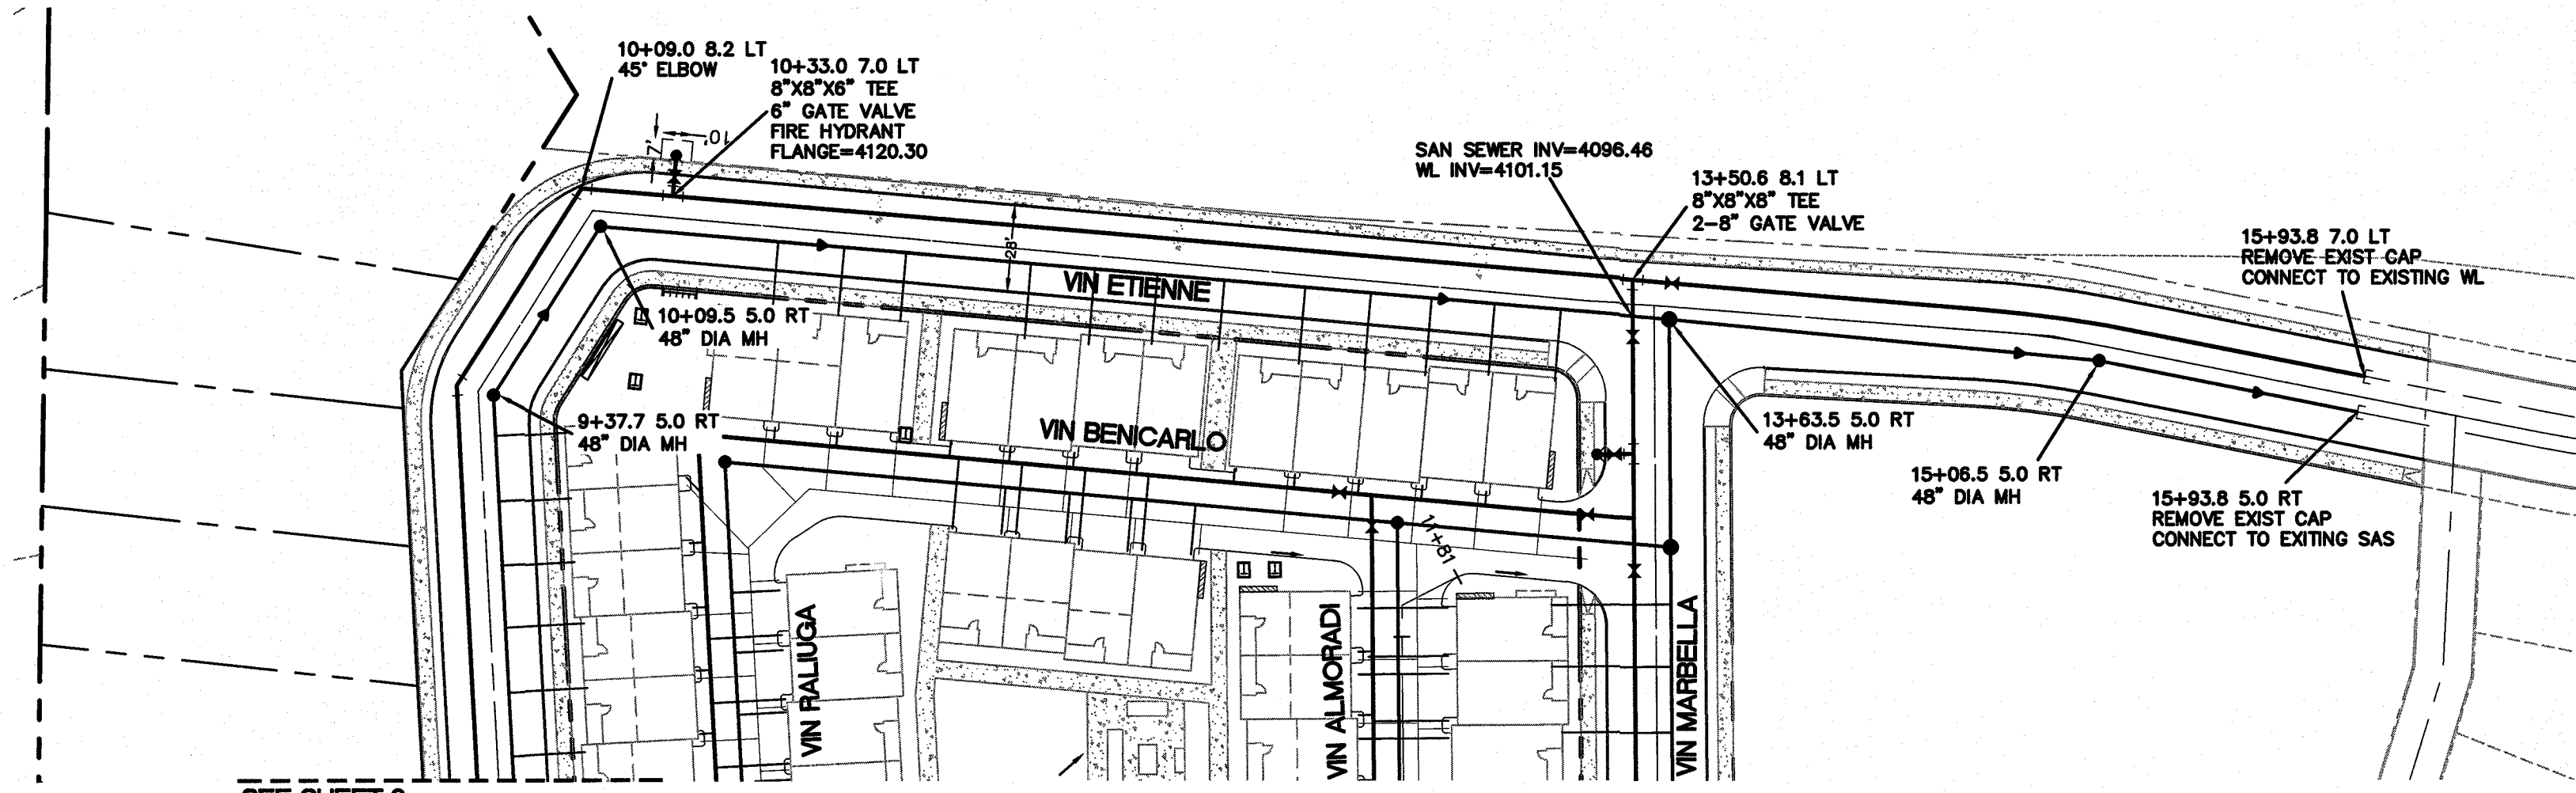 10+09.0 8.2 LT
45° ELBOW
10+33.0 7.0 LT
8"X8"X6" TEE
6" GATE VALVE
FIRE HYDRANT
FLANGE=4120.30
7'
10'
SAN SEWER INV=4096.46
WL INV=4101.15
13+50.6 8.1 LT
8"X8"X8" TEE
2-8" GATE VALVE
15+93.8 7.0 LT
REMOVE EXIST CAP
CONNECT TO EXISTING WL
28'
VIN ETIENNE
10+09.5 5.0 RT
48" DIA MH
9+37.7 5.0 RT
48" DIA MH
VIN BENICARLO
13+63.5 5.0 RT
48" DIA MH
15+06.5 5.0 RT
48" DIA MH
15+93.8 5.0 RT
REMOVE EXIST CAP
CONNECT TO EXITING SAS
11+81
VIN RALIUGA
VIN ALMORADI
VIN MARBELLA